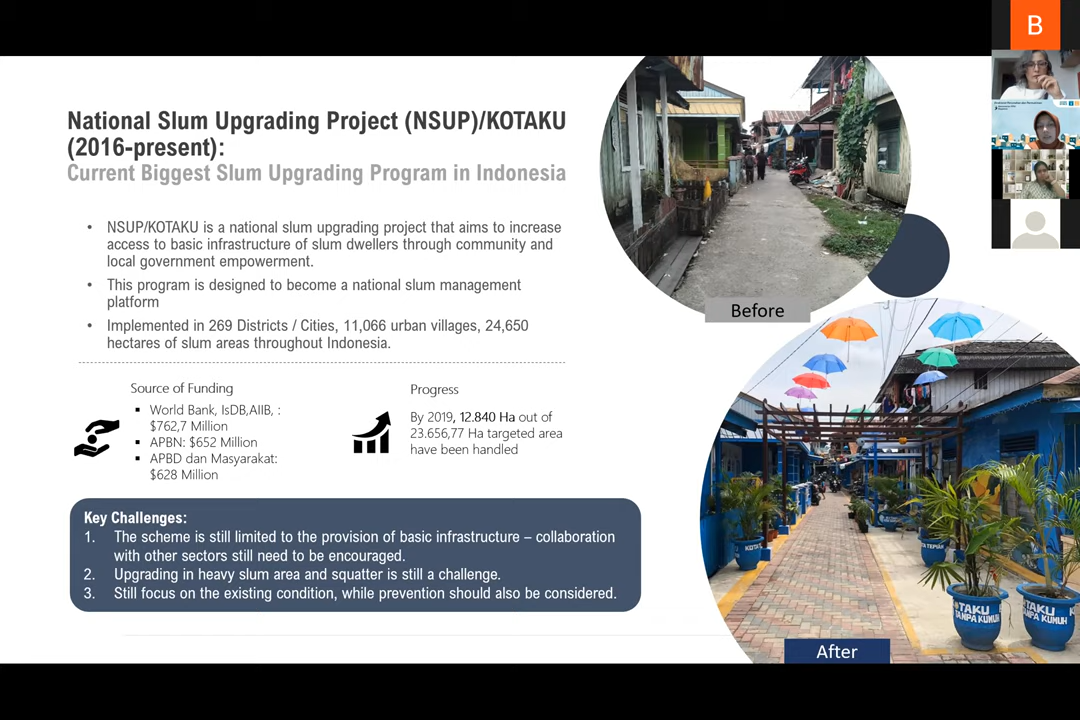 B
National Slum Upgrading Project (NSUP)/KOTAKU
(2016-present):
Current Biggest Slum Upgrading Program in Indonesia
• NSUP/KOTAKU is a national slum upgrading project that aims to increase
access to basic infrastructure of slum dwellers through community and
local government empowerment.
• This program is designed to become a national slum management
platform
• Implemented in 269 Districts / Cities, 11,066 urban villages, 24,650
hectares of slum areas throughout Indonesia.
Source of Funding
▪ World Bank, IsDB,AIIB, :
$762,7 Million
▪ APBN: $652 Million
▪ APBD dan Masyarakat:
$628 Million
Progress
By 2019, 12.840 Ha out of
23.656,77 Ha targeted area
have been handled
Key Challenges:
1. The scheme is still limited to the provision of basic infrastructure – collaboration
with other sectors still need to be encouraged.
2. Upgrading in heavy slum area and squatter is still a challenge.
3. Still focus on the existing condition, while prevention should also be considered.
Before
TAKU
TANPA KUMUH
TAKU
TANPA KUMUH
After